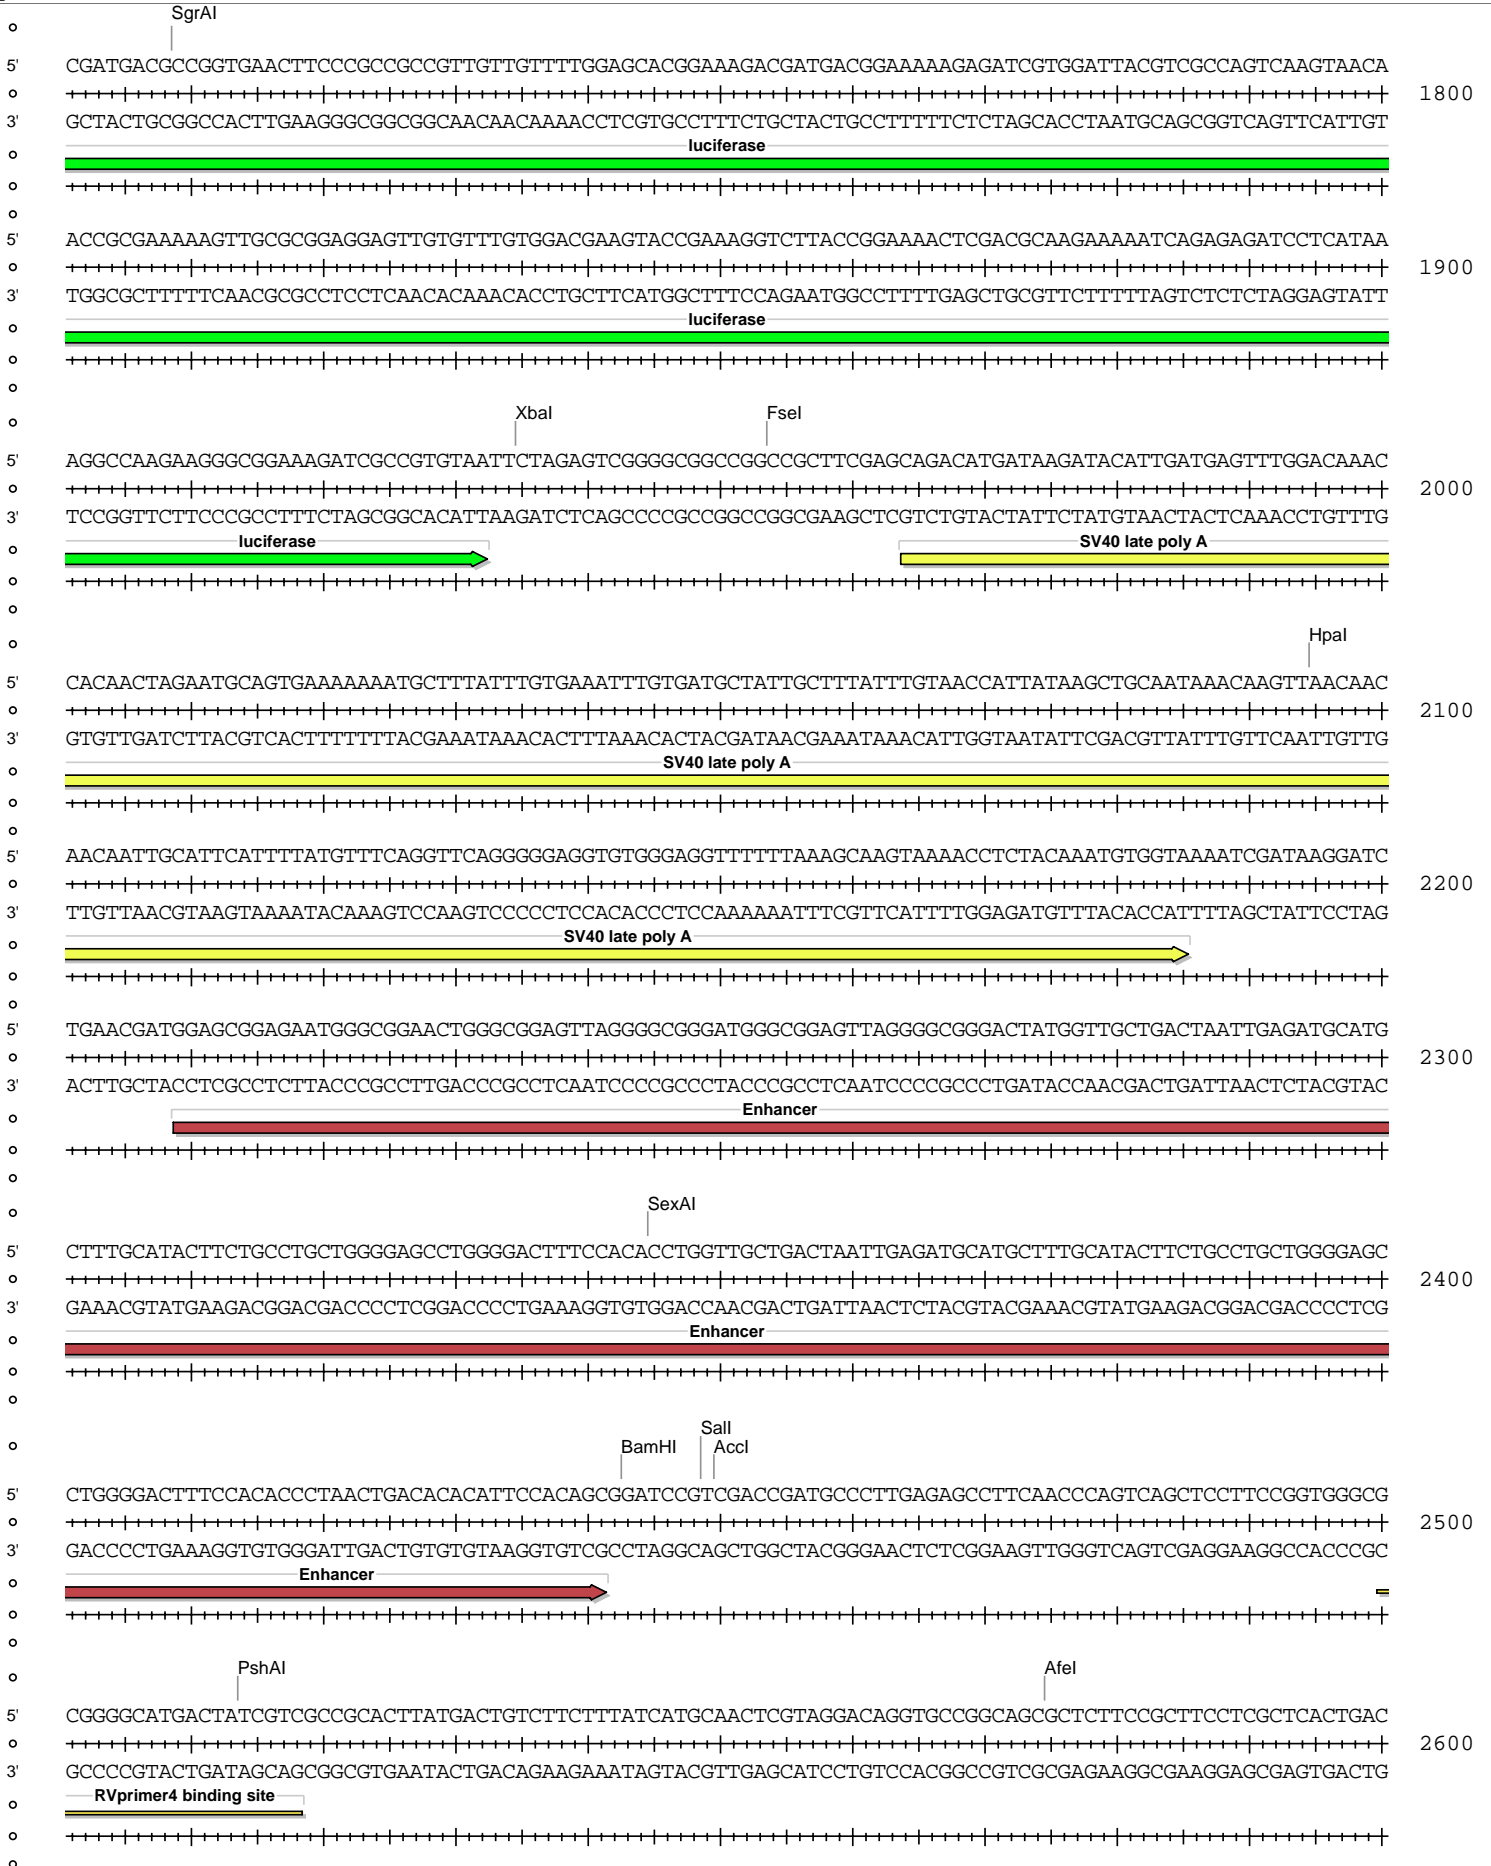 SgrAI
5' CGATGACGCCGGTGAACTTCCCGCCGCCGTTGTTGTTTTGGAGCACGGAAAGACGATGACGGAAAAAGAGATCGTGGATTACGTCGCCAGTCAAGTAACA
1800
3' GCTACTGCGGCCACTTGAAGGGCGGCGGCAACAACAAAACCTCGTGCCTTTCTGCTACTGCCTTTTTCTCTAGCACCTAATGCAGCGGTCAGTTCATTGT
luciferase
5' ACCGCGAAAAAGTTGCGCGGAGGAGTTGTGTTTGTGGACGAAGTACCGAAAGGTCTTACCGGAAAACTCGACGCAAGAAAAATCAGAGAGATCCTCATAA
1900
3' TGGCGCTTTTTCAACGCGCCTCCTCAACACAAACACCTGCTTCATGGCTTTCCAGAATGGCCTTTTGAGCTGCGTTCTTTTTAGTCTCTCTAGGAGTATT
luciferase
XbaI FseI
5' AGGCCAAGAAGGGCGGAAAGATCGCCGTGTAATTCTAGAGTCGGGGCGGCCGGCCGCTTCGAGCAGACATGATAAGATACATTGATGAGTTTGGACAAAC
2000
3' TCCGGTTCTTCCCGCCTTTCTAGCGGCACATTAAGATCTCAGCCCCGCCGGCCGGCGAAGCTCGTCTGTACTATTCTATGTAACTACTCAAACCTGTTTG
luciferase SV40 late poly A
HpaI
5' CACAACTAGAATGCAGTGAAAAAAATGCTTTATTTGTGAAATTTGTGATGCTATTGCTTTATTTGTAACCATTATAAGCTGCAATAAACAAGTTAACAAC
2100
3' GTGTTGATCTTACGTCACTTTTTTTACGAAATAAACACTTTAAACACTACGATAACGAAATAAACATTGGTAATATTCGACGTTATTTGTTCAATTGTTG
SV40 late poly A
5' AACAATTGCATTCATTTTATGTTTCAGGTTCAGGGGGAGGTGTGGGAGGTTTTTTAAAGCAAGTAAAACCTCTACAAATGTGGTAAAATCGATAAGGATC
2200
3' TTGTTAACGTAAGTAAAATACAAAGTCCAAGTCCCCCTCCACACCCTCCAAAAAATTTCGTTCATTTTGGAGATGTTTACACCATTTTAGCTATTCCTAG
SV40 late poly A
5' TGAACGATGGAGCGGAGAATGGGCGGAACTGGGCGGAGTTAGGGGCGGGATGGGCGGAGTTAGGGGCGGGACTATGGTTGCTGACTAATTGAGATGCATG
2300
3' ACTTGCTACCTCGCCTCTTACCCGCCTTGACCCGCCTCAATCCCCGCCCTACCCGCCTCAATCCCCGCCCTGATACCAACGACTGATTAACTCTACGTAC
Enhancer
SexAI
5' CTTTGCATACTTCTGCCTGCTGGGGAGCCTGGGGACTTTCCACACCTGGTTGCTGACTAATTGAGATGCATGCTTTGCATACTTCTGCCTGCTGGGGAGC
2400
3' GAAACGTATGAAGACGGACGACCCCTCGGACCCCTGAAAGGTGTGGACCAACGACTGATTAACTCTACGTACGAAACGTATGAAGACGGACGACCCCTCG
Enhancer
SalI
BamHI AccI
5' CTGGGGACTTTCCACACCCTAACTGACACACATTCCACAGCGGATCCGTCGACCGATGCCCTTGAGAGCCTTCAACCCAGTCAGCTCCTTCCGGTGGGCG
2500
3' GACCCCTGAAAGGTGTGGGATTGACTGTGTGTAAGGTGTCGCCTAGGCAGCTGGCTACGGGAACTCTCGGAAGTTGGGTCAGTCGAGGAAGGCCACCCGC
Enhancer
PshAI AfeI
5' CGGGGCATGACTATCGTCGCCGCACTTATGACTGTCTTCTTTATCATGCAACTCGTAGGACAGGTGCCGGCAGCGCTCTTCCGCTTCCTCGCTCACTGAC
2600
3' GCCCCGTACTGATAGCAGCGGCGTGAATACTGACAGAAGAAATAGTACGTTGAGCATCCTGTCCACGGCCGTCGCGAGAAGGCGAAGGAGCGAGTGACTG
RVprimer4 binding site